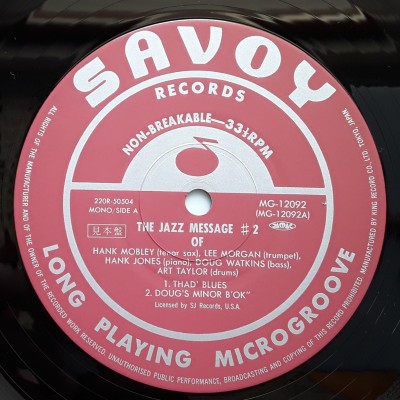 SAVOY
RECORDS
NON-BREAKABLE—33⅓RPM
220R-50504
MONO, SIDE A
MG-12092
(MG-12092A)
見本盤
THE JAZZ MESSAGE #2
OF
HANK MOBLEY (tenor sax), LEE MORGAN (trumpet),
HANK JONES (piano), DOUG WATKINS (bass),
ART TAYLOR (drums)
1. THAD' BLUES
2. DOUG'S MINOR B'OK"
Licensed by SJ Records, U.S.A.
LONG PLAYING MICROGROOVE
ALL RIGHTS OF THE MANUFACTURER AND OF THE OWNER OF THE RECORDED WORK RESERVED. UNAUTHORISED PUBLIC PERFORMANCE, BROADCASTING AND COPYING OF THIS RECORD PROHIBITED. MANUFACTURED BY KING RECORD CO., LTD. TOKYO, JAPAN.